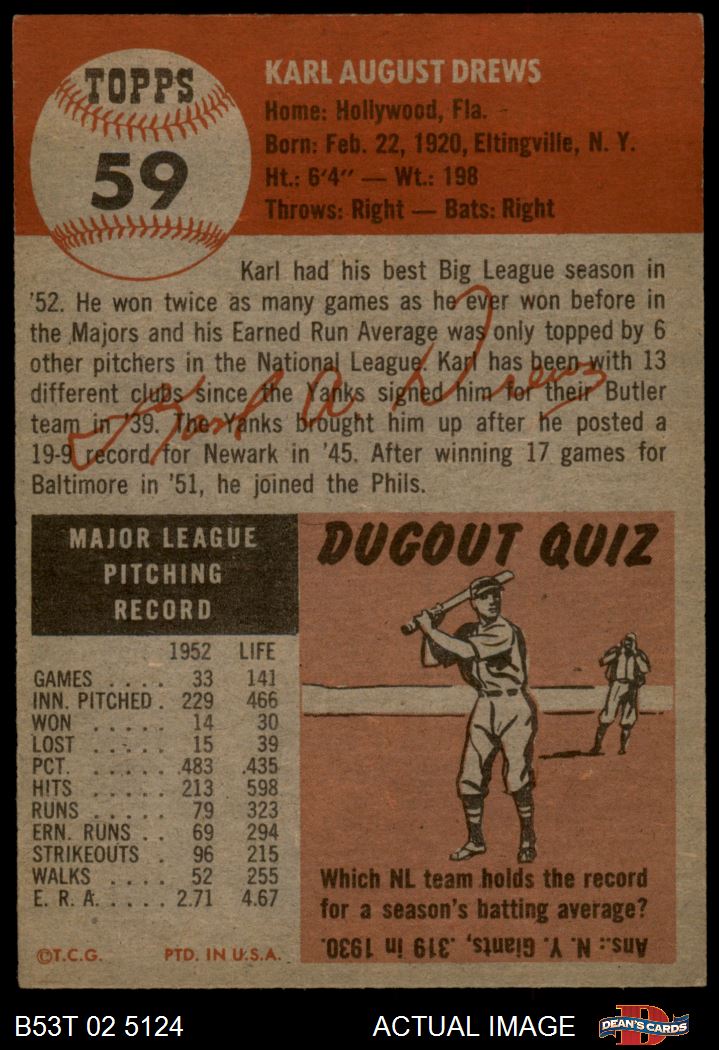 TOPPS
59
KARL AUGUST DREWS
Home: Hollywood, Fla.
Born: Feb. 22, 1920, Eltingville, N. Y.
Ht.: 6'4" — Wt.: 198
Throws: Right — Bats: Right
Karl had his best Big League season in
'52. He won twice as many games as he ever won before in
the Majors and his Earned Run Average was only topped by 6
other pitchers in the National League. Karl has been with 13
different clubs since the Yanks signed him for their Butler
team in '39. The Yanks brought him up after he posted a
19-9 record for Newark in '45. After winning 17 games for
Baltimore in '51, he joined the Phils.
Karl A. Drews
MAJOR LEAGUE
PITCHING
RECORD
1952 LIFE
GAMES . . . . 33 141
INN. PITCHED . 229 466
WON . . . . . 14 30
LOST . . . . . 15 39
PCT. . . . . . .483 .435
HITS . . . . . 213 598
RUNS . . . . . 79 323
ERN. RUNS . . 69 294
STRIKEOUTS . 96 215
WALKS . . . . 52 255
E. R. A. . . . . 2.71 4.67
©T.C.G. PTD. IN U.S.A.
DUGOUT QUIZ
Which NL team holds the record
for a season's batting average?
Ans.: N. Y. Giants, .319 in 1930.
B53T 02 5124
ACTUAL IMAGE
D
DEAN'S CARDS